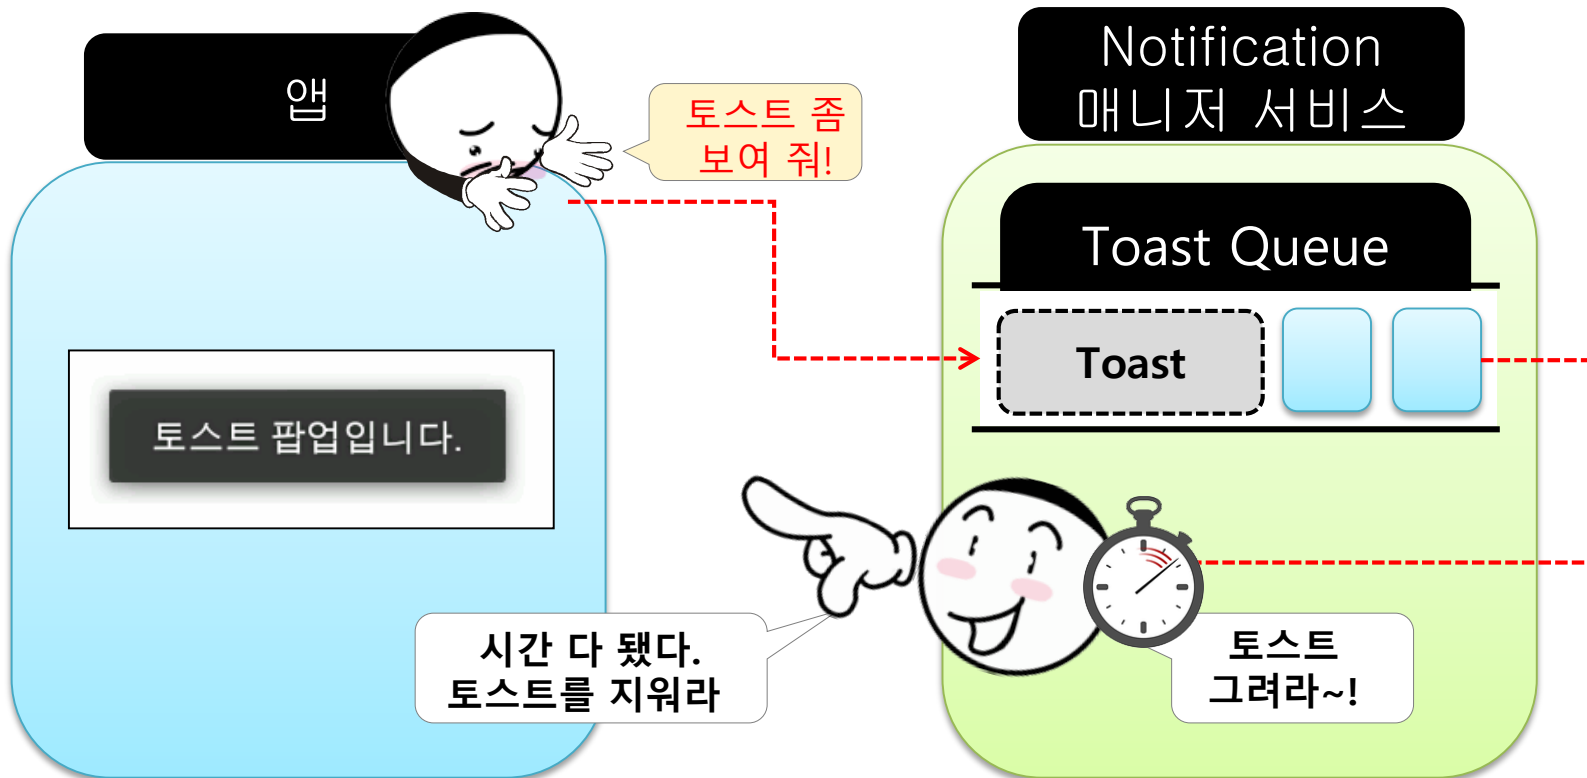 앱
토스트 좀
보여 줘!
Notification
매니저 서비스
Toast Queue
Toast
토스트 팝업입니다.
시간 다 됐다.
토스트를 지워라
토스트
그려라~!